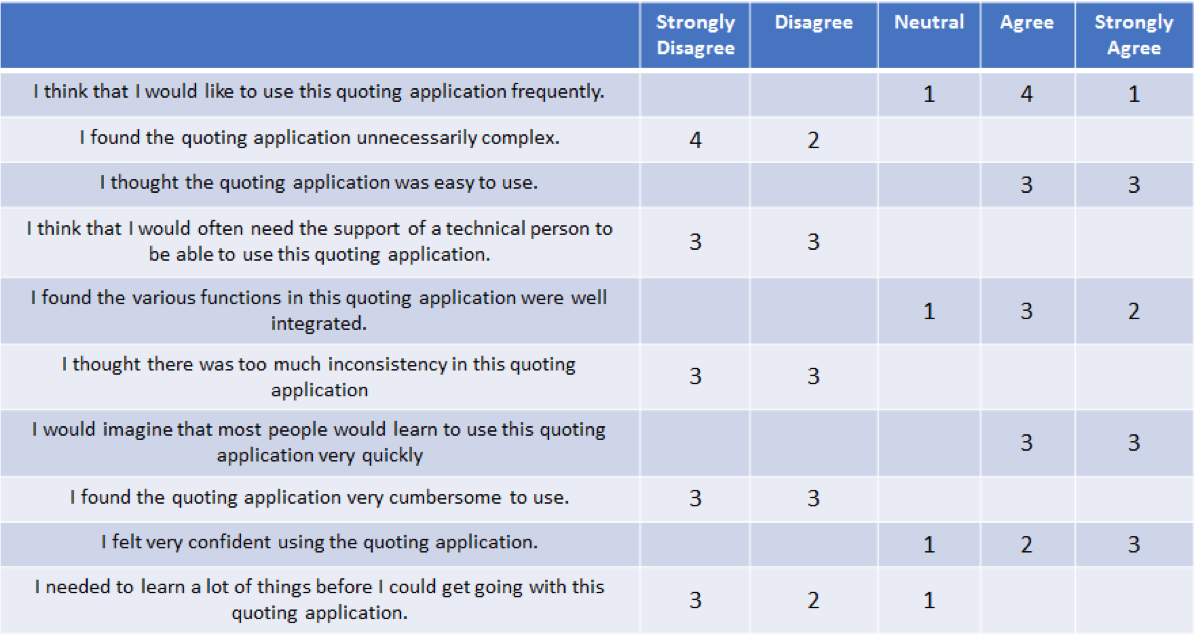 Strongly Disagree Neutral Agree Strongly
Disagree Agree
I think that I would like to use this quoting application frequently. 1 4 1
I found the quoting application unnecessarily complex. 4 2
I thought the quoting application was easy to use. 3 3
I think that I would often need the support of a technical person to
be able to use this quoting application. 3 3
I found the various functions in this quoting application were well
integrated. 1 3 2
I thought there was too much inconsistency in this quoting
application 3 3
I would imagine that most people would learn to use this quoting
application very quickly 3 3
I found the quoting application very cumbersome to use. 3 3
I felt very confident using the quoting application. 1 2 3
I needed to learn a lot of things before I could get going with this
quoting application. 3 2 1